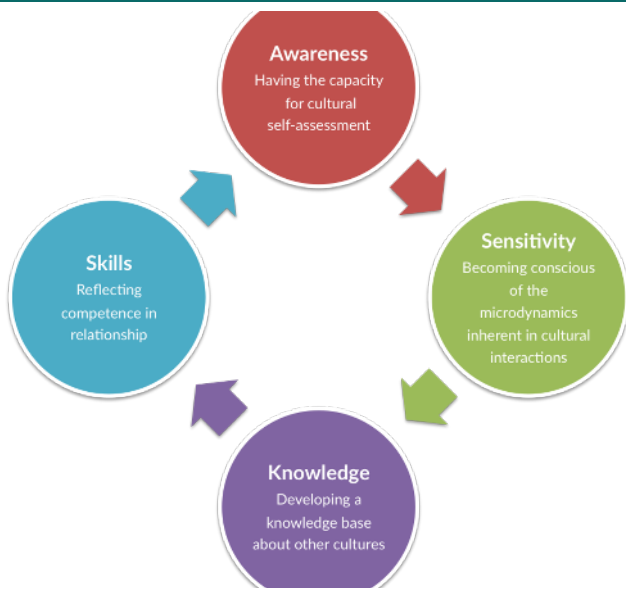 Awareness
Having the capacity
for cultural
self-assessment
Sensitivity
Becoming conscious
of the
microdynamics
inherent in cultural
interactions
Knowledge
Developing a
knowledge base
about other cultures
Skills
Reflecting
competence in
relationship